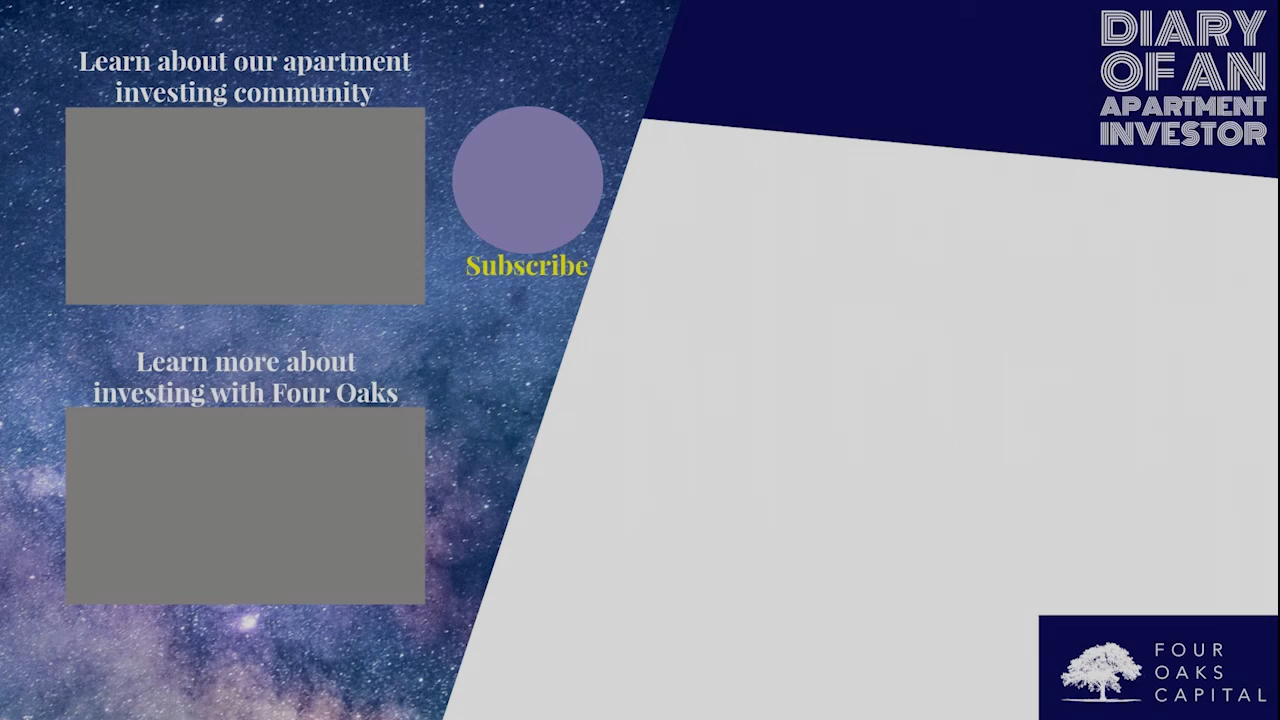 Learn about our apartment
investing community
Subscribe
Learn more about
investing with Four Oaks
DIARY
OF AN
APARTMENT
INVESTOR
FOUR
OAKS
CAPITAL